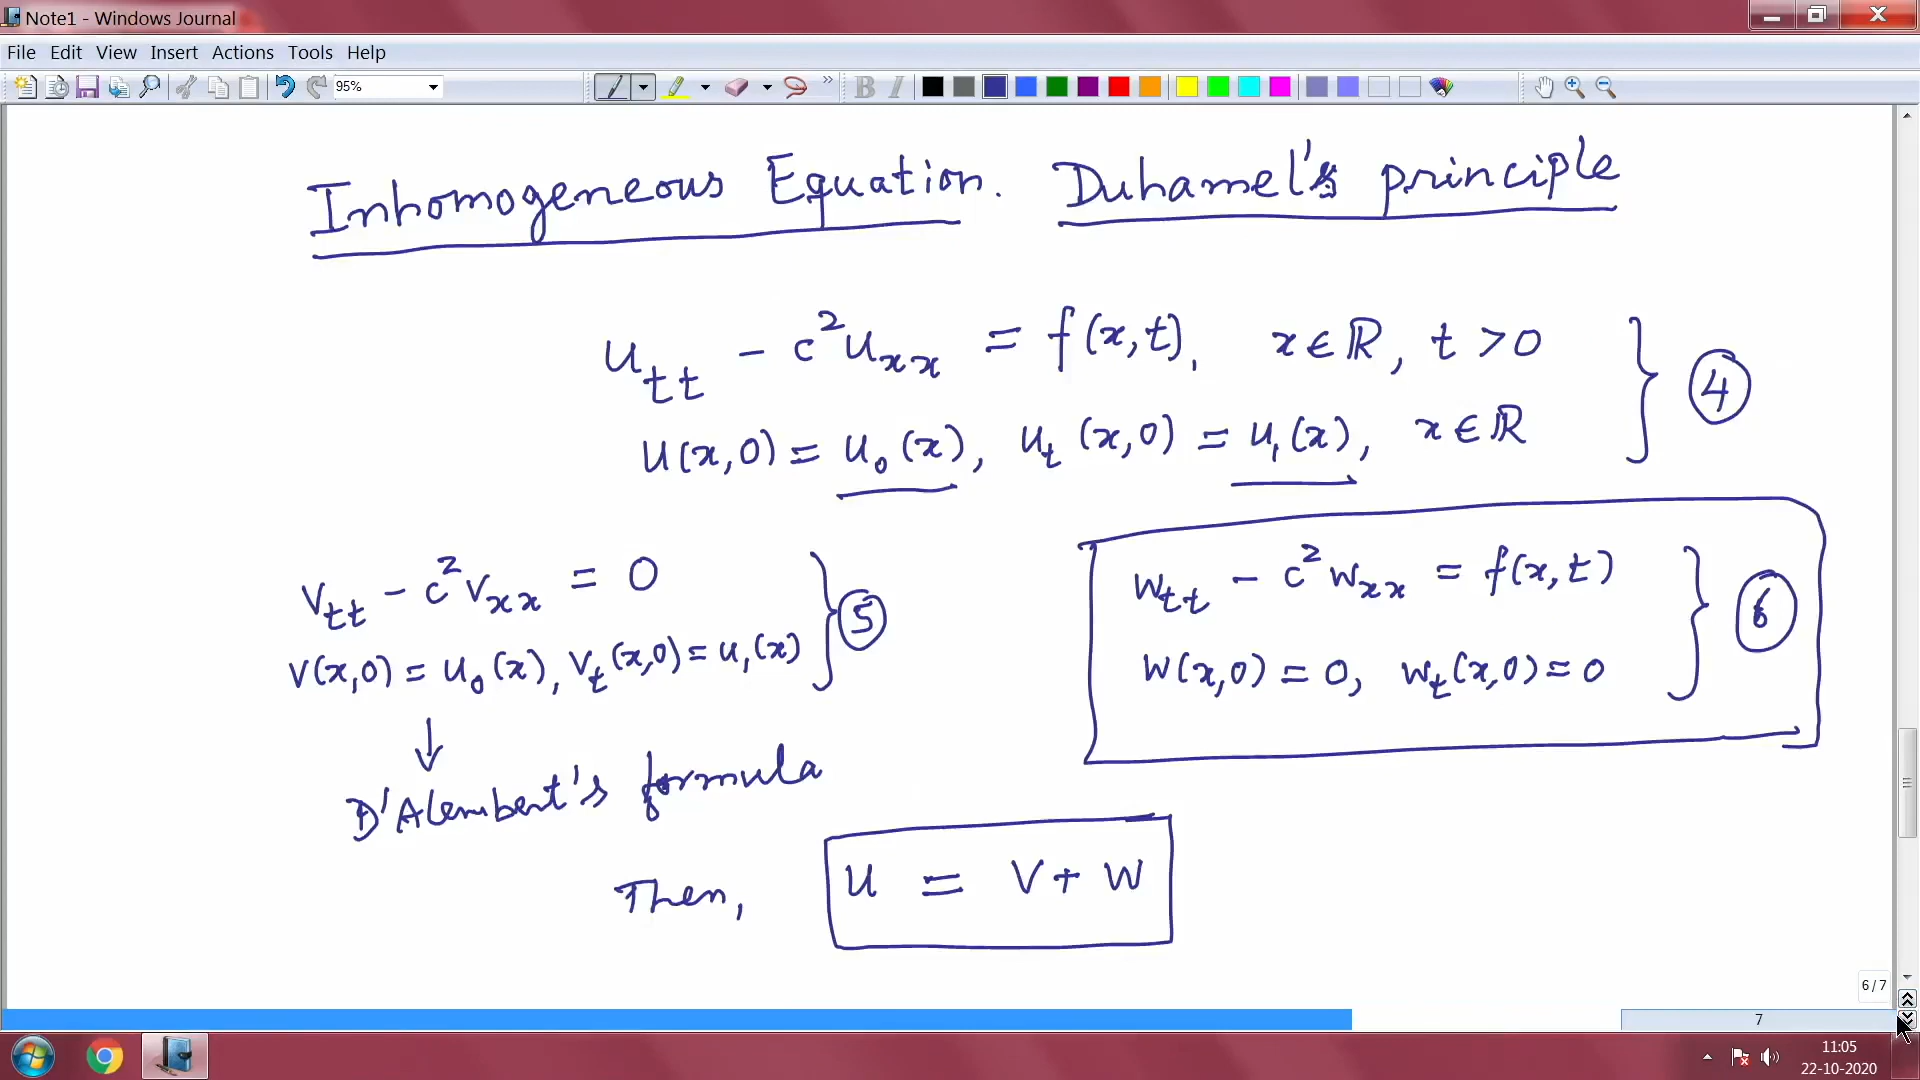 Note1 - Windows Journal
File Edit View Insert Actions Tools Help
95%
Inhomogeneous Equation. Duhamel's principle
u_tt - c²u_xx = f(x,t), x∈ℝ, t>0
u(x,0) = u₀(x), u_t(x,0) = u₁(x), x∈ℝ } ④
v_tt - c²v_xx = 0
v(x,0) = u₀(x), v_t(x,0) = u₁(x) } ⑤
w_tt - c²w_xx = f(x,t)
w(x,0) = 0, w_t(x,0) = 0 } ⑥
↓
D'Alembert's formula
Then, u = v + w
6/7
7
11:05
22-10-2020